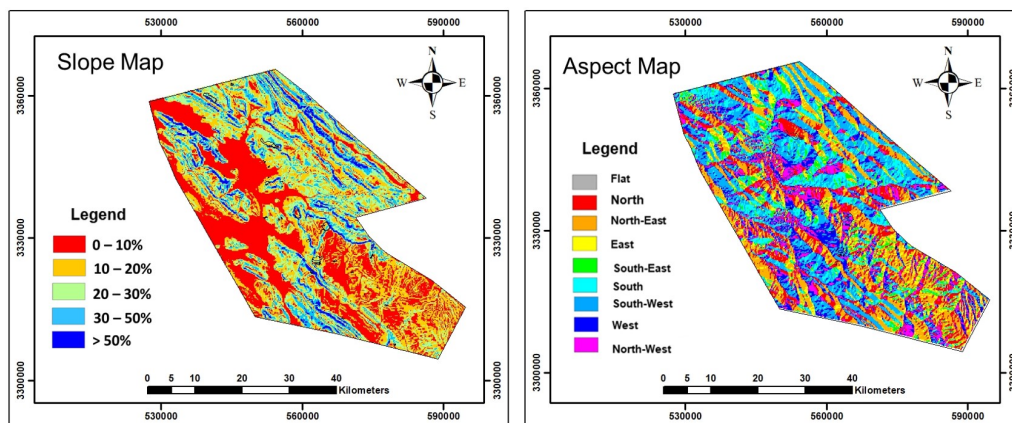 530000 560000 590000
Slope Map
N
W E
S
3360000
3330000
3300000
Legend
0 – 10%
10 – 20%
20 – 30%
30 – 50%
> 50%
0 5 10 20 30 40
Kilometers
530000 560000 590000
530000 560000 590000
Aspect Map
N
W E
S
3360000
3360000
3330000
3330000
3300000
3300000
Legend
Flat
North
North-East
East
South-East
South
South-West
West
North-West
0 5 10 20 30 40
Kilometers
530000 560000 590000